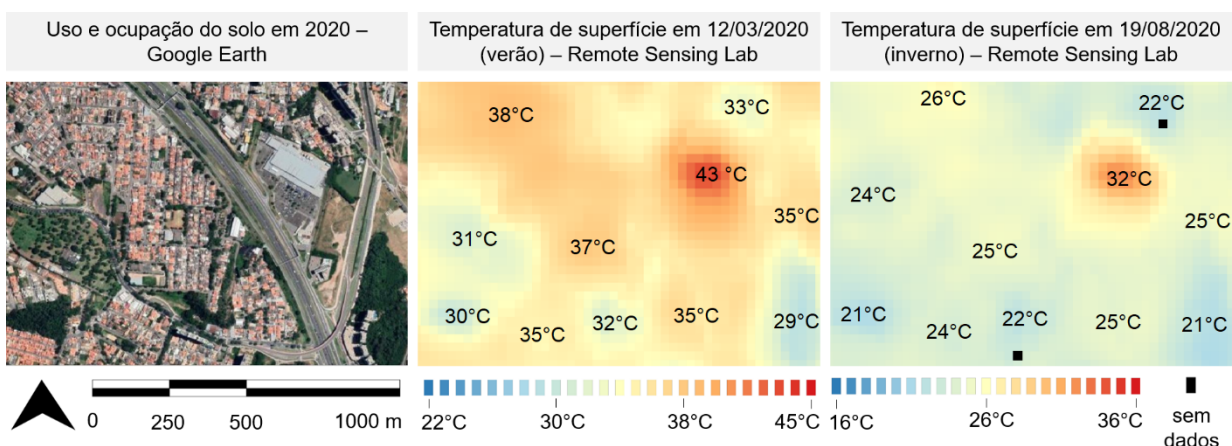 Uso e ocupação do solo em 2020 –
Google Earth
Temperatura de superfície em 12/03/2020
(verão) – Remote Sensing Lab
Temperatura de superfície em 19/08/2020
(inverno) – Remote Sensing Lab
38°C
33°C
43 °C
35°C
31°C
37°C
30°C
35°C
32°C
35°C
29°C
26°C
22°C
32°C
24°C
25°C
25°C
21°C
24°C
22°C
25°C
21°C
0 250 500 1000 m
22°C 30°C 38°C 45°C
16°C 26°C 36°C
sem
dados